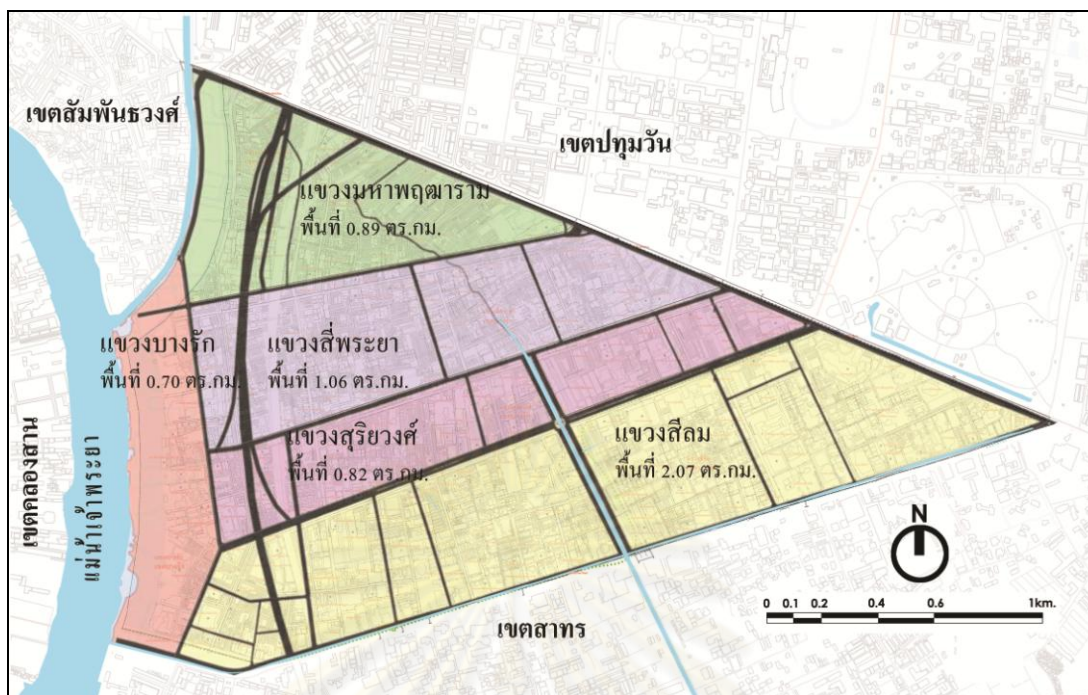 เขตสัมพันธวงศ์
เขตปทุมวัน
แขวงมหาพฤฒาราม
พื้นที่ 0.89 ตร.กม.
แขวงบางรัก
พื้นที่ 0.70 ตร.กม.
แขวงสี่พระยา
พื้นที่ 1.06 ตร.กม.
แขวงสุริยวงศ์
พื้นที่ 0.82 ตร.กม.
แขวงสีลม
พื้นที่ 2.07 ตร.กม.
เขตคลองสาน
แม่น้ำเจ้าพระยา
เขตสาทร
N
0 0.1 0.2 0.4 0.6 1km.